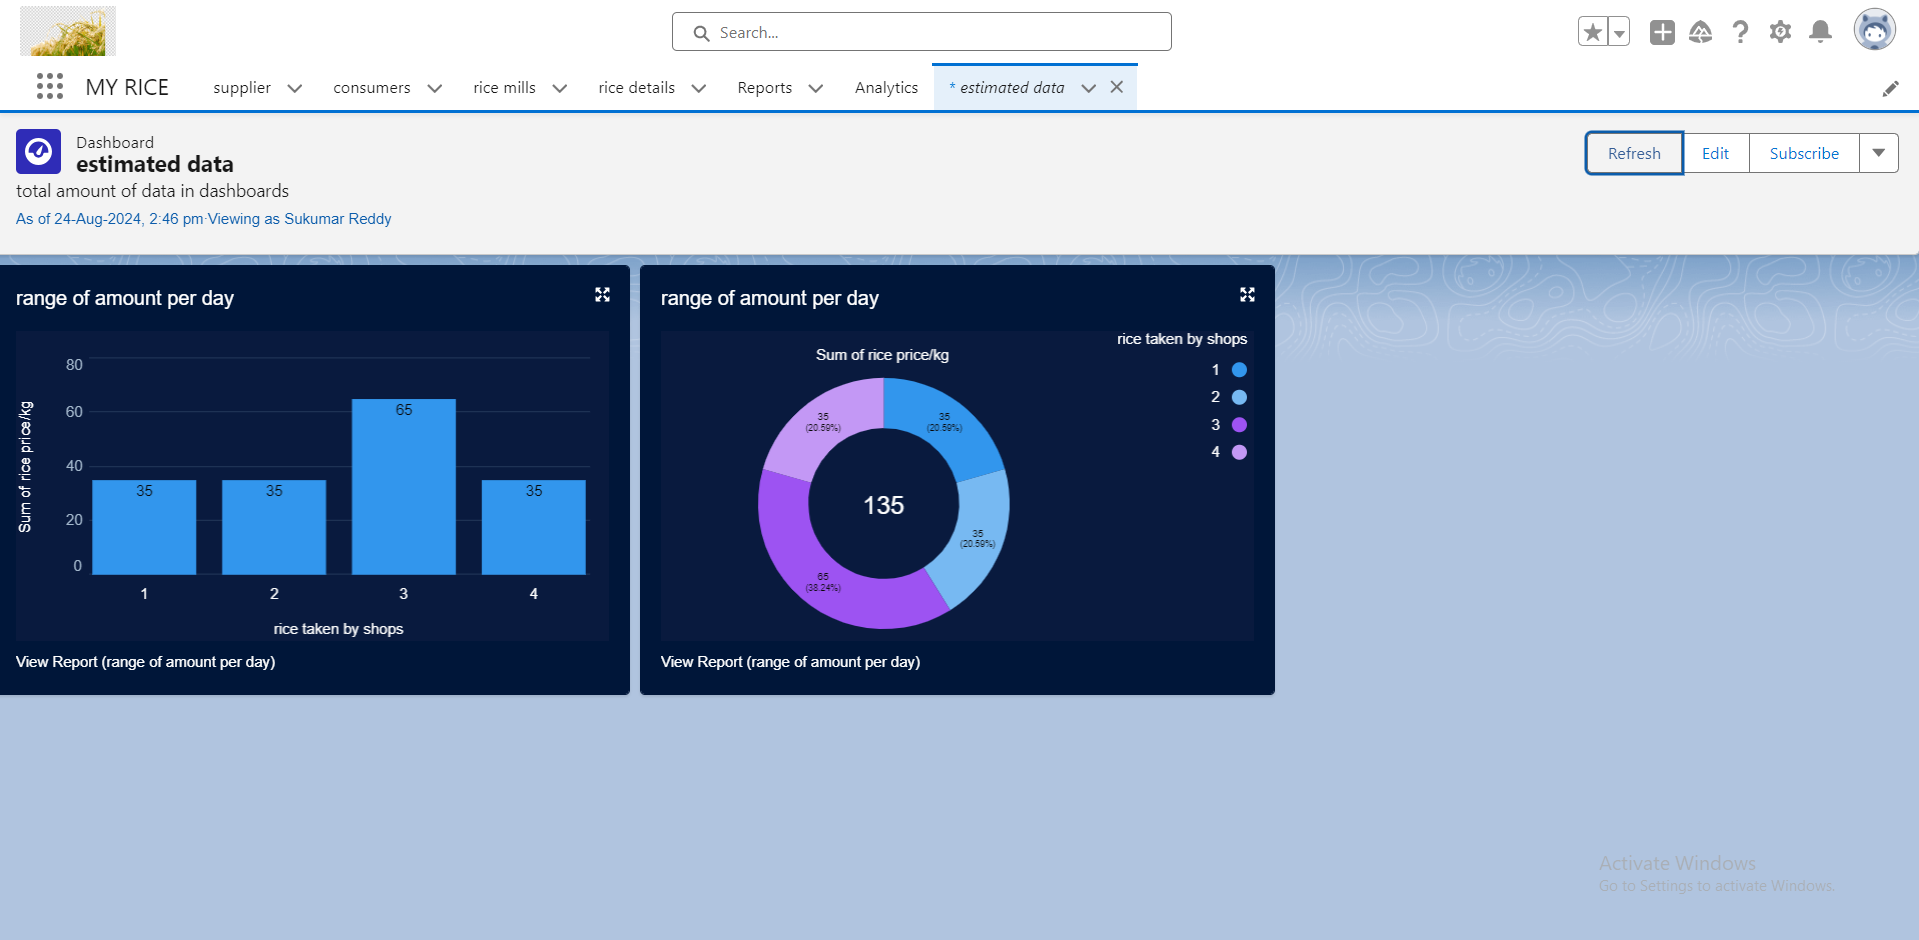 Search...
MY RICE
supplier
consumers
rice mills
rice details
Reports
Analytics
* estimated data
Dashboard
estimated data
total amount of data in dashboards
As of 24-Aug-2024, 2:46 pm·Viewing as Sukumar Reddy
Refresh
Edit
Subscribe
range of amount per day
Sum of rice price/kg
80
60
40
20
0
35
35
65
35
1
2
3
4
rice taken by shops
View Report (range of amount per day)
range of amount per day
rice taken by shops
1
2
3
4
Sum of rice price/kg
35
(20.59%)
35
(20.59%)
35
(20.59%)
65
(38.24%)
135
View Report (range of amount per day)
Activate Windows
Go to Settings to activate Windows.